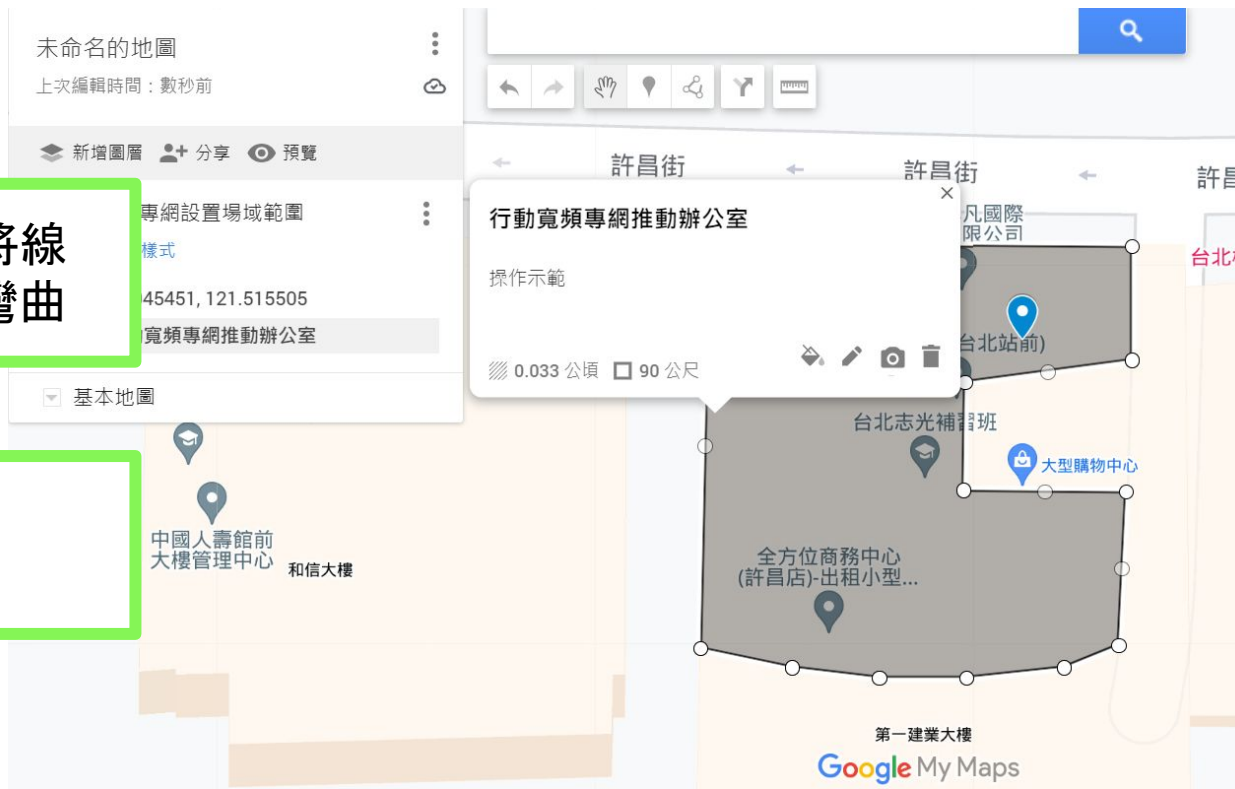 未命名的地圖
上次編輯時間：數秒前
新增圖層 分享 預覽
專網設置場域範圍
樣式
45451, 121.515505
寬頻專網推動辦公室
基本地圖
將線
彎曲
許昌街
許昌街
許昌
行動寬頻專網推動辦公室
操作示範
0.033 公頃 90 公尺
凡國際
限公司
台北
台北站前)
台北志光補習班
大型購物中心
中國人壽館前
大樓管理中心
和信大樓
全方位商務中心
(許昌店)-出租小型...
第一建業大樓
Google My Maps